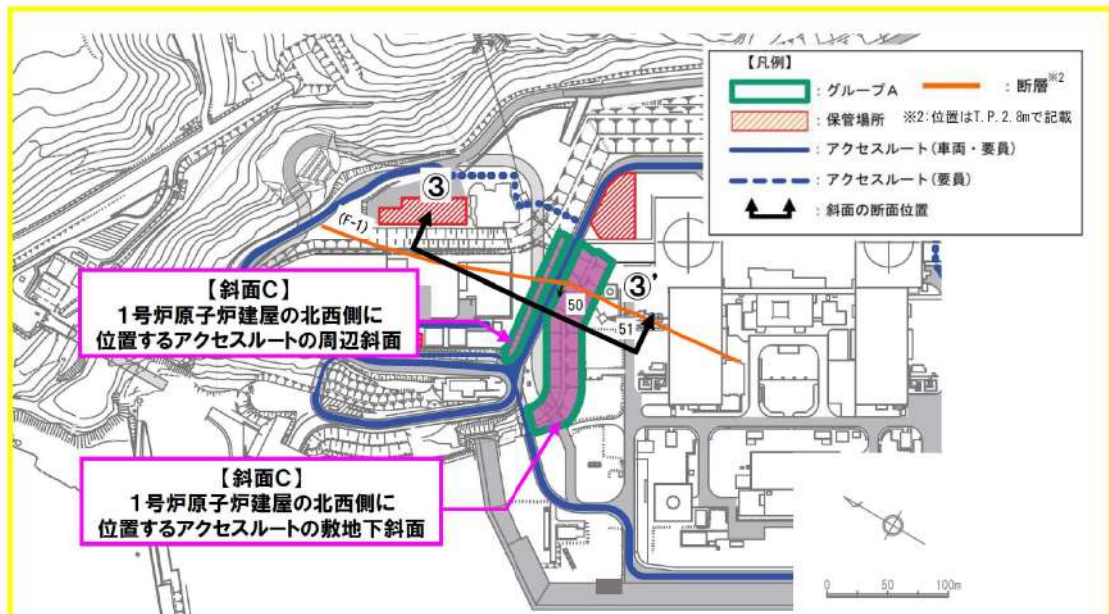 【凡例】
：グループA
：断層※2
：保管場所
※2：位置はT.P.2.8mで記載
：アクセスルート(車両・要員)
：アクセスルート(要員)
：斜面の断面位置
③
(F-1)
③'
50
51
【斜面C】
1号炉原子炉建屋の北西側に
位置するアクセスルートの周辺斜面
【斜面C】
1号炉原子炉建屋の北西側に
位置するアクセスルートの敷地下斜面
0 50 100m